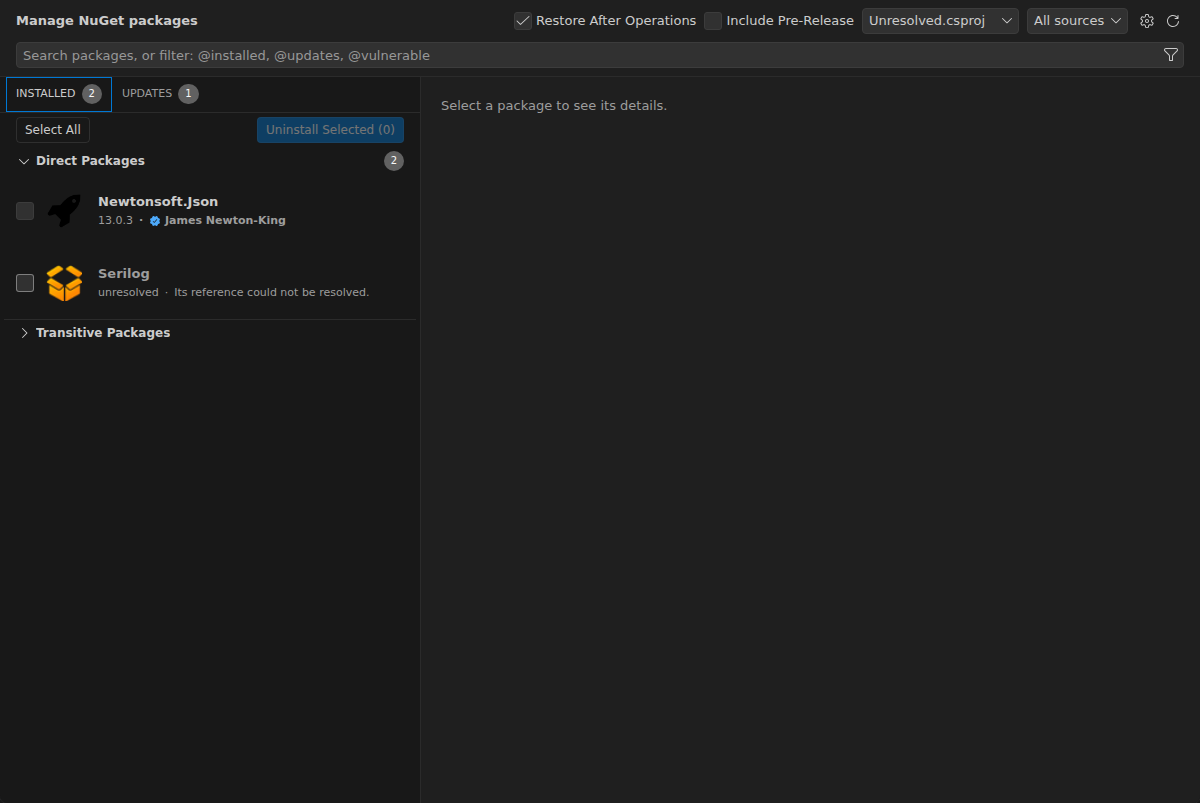 Manage NuGet packages
Restore After Operations
Include Pre-Release
Unresolved.csproj
All sources
Search packages, or filter: @installed, @updates, @vulnerable
INSTALLED 2
UPDATES 1
Select All
Uninstall Selected (0)
Direct Packages 2
Newtonsoft.Json
13.0.3 · James Newton-King
Serilog
unresolved · Its reference could not be resolved.
Transitive Packages
Select a package to see its details.